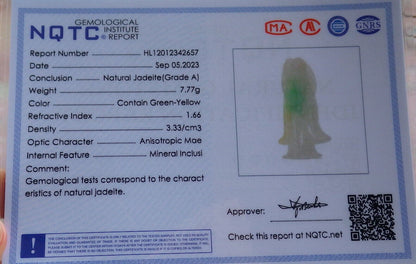 NQTC GEMOLOGICAL
INSTITUTE
REPORT
MA
GNRS
Report Number HL12012342657
Date Sep 05,2023
Conclusion Natural Jadeite(Grade A)
Weight 7.77g
Color Contain Green-Yellow
Refractive Index 1.66
Density 3.33/cm3
Optic Character Anisotropic Mae
Internal Feature Mineral Inclusi
Comment:
Gemological tests correspond to the charact
eristics of natural jadeite.
Approver:
Check this report at NQTC.net